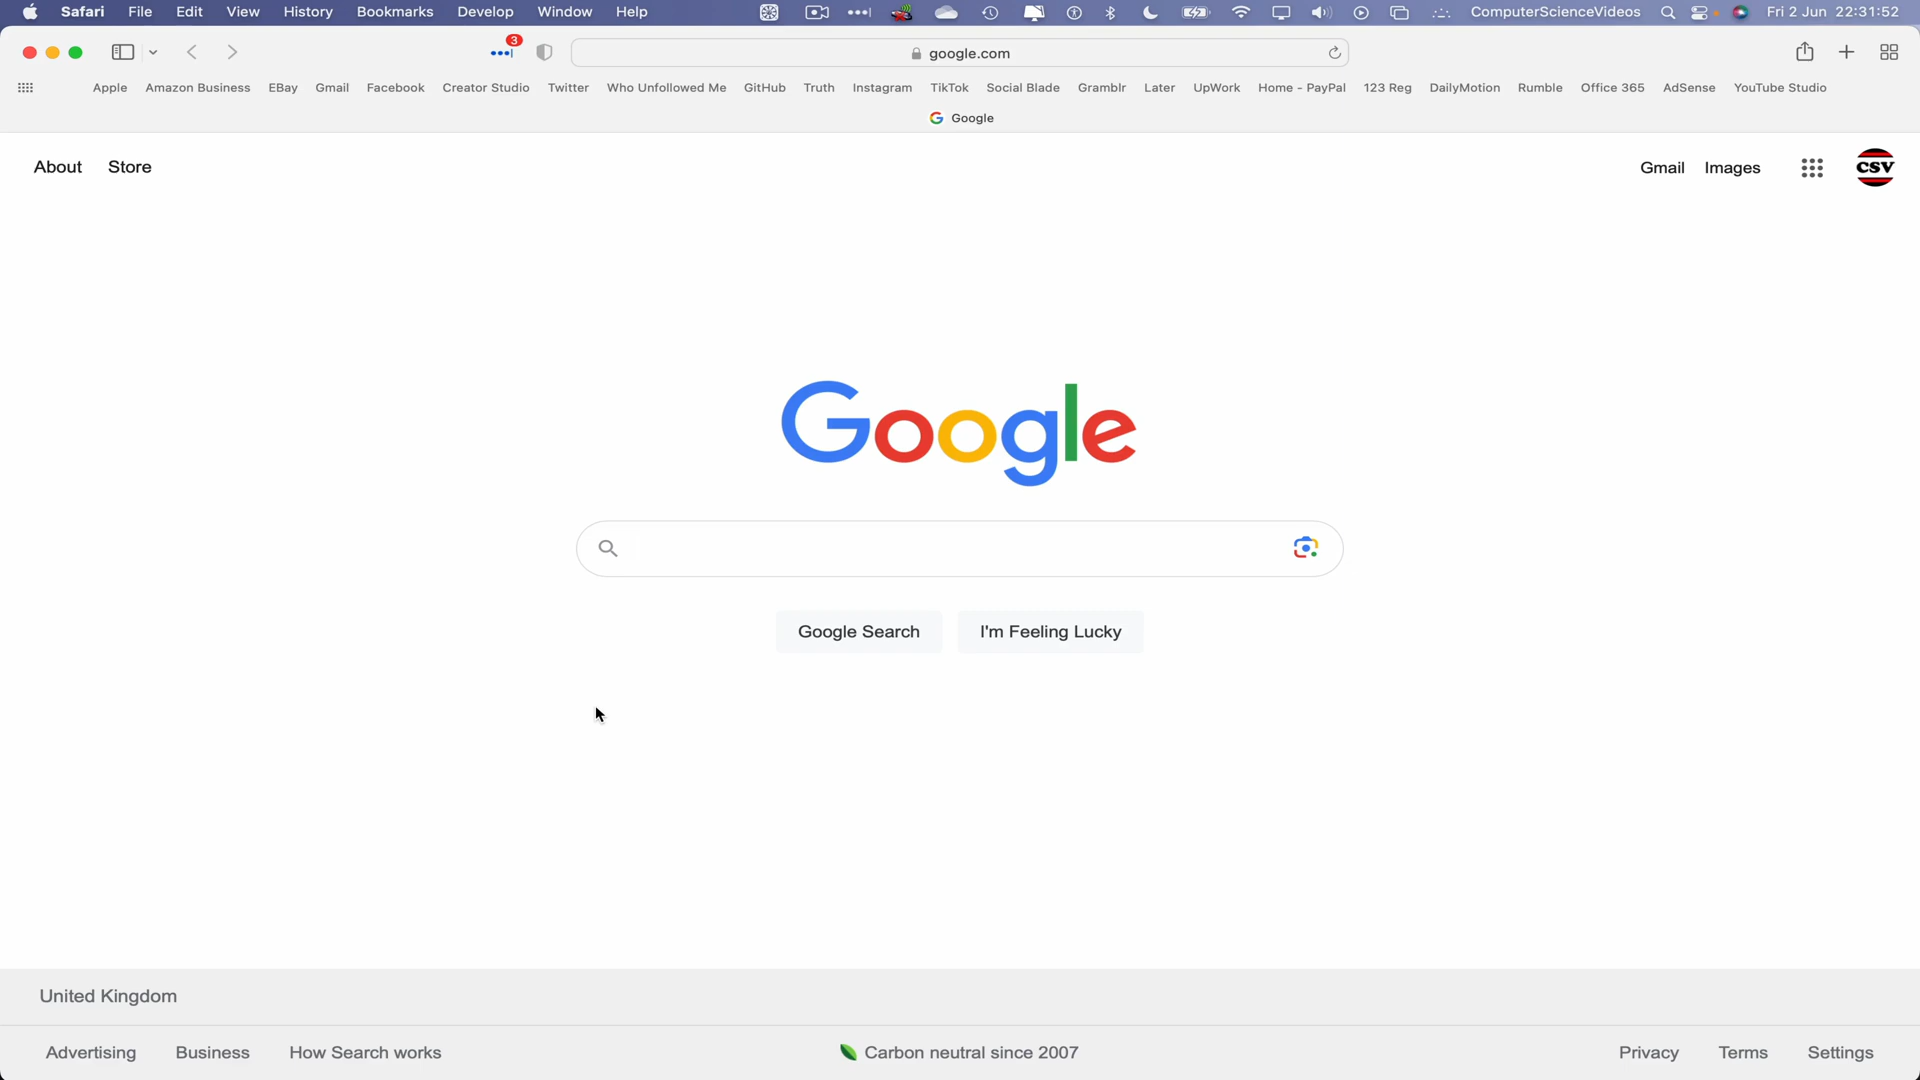 Safari File Edit View History Bookmarks Develop Window Help ComputerScienceVideos Fri 2 Jun 22:31:52
3 google.com
Apple Amazon Business EBay Gmail Facebook Creator Studio Twitter Who Unfollowed Me GitHub Truth Instagram TikTok Social Blade Gramblr Later UpWork Home - PayPal 123 Reg DailyMotion Rumble Office 365 AdSense YouTube Studio
G Google
About Store Gmail Images CSV
Google
Google Search I'm Feeling Lucky
United Kingdom
Advertising Business How Search works Carbon neutral since 2007 Privacy Terms Settings